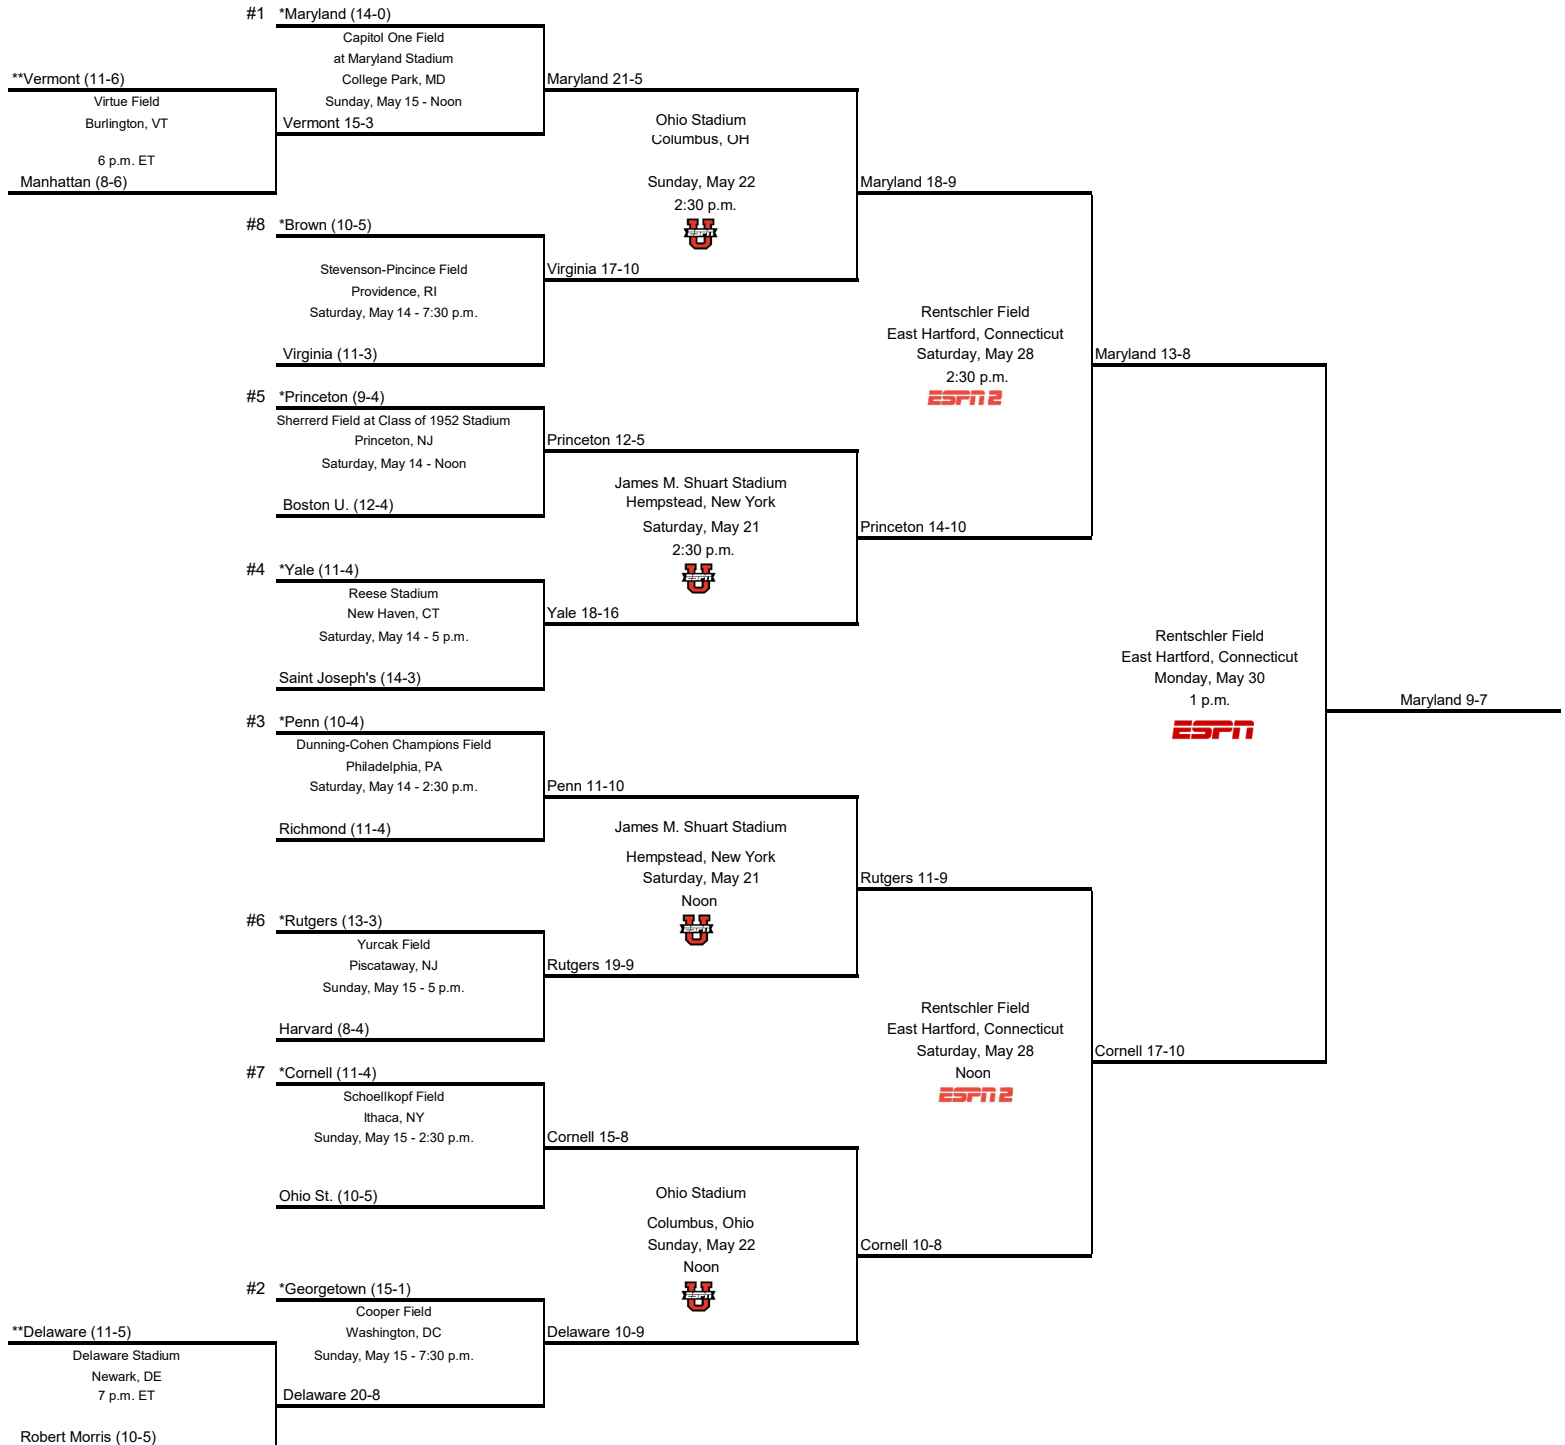 #1 *Maryland (14-0)
Capitol One Field
at Maryland Stadium
College Park, MD
Sunday, May 15 - Noon
**Vermont (11-6)
Virtue Field
Burlington, VT
6 p.m. ET
Manhattan (8-6)
Vermont 15-3
Maryland 21-5
Ohio Stadium
Columbus, OH
Sunday, May 22
2:30 p.m.
ESPN U
#8 *Brown (10-5)
Stevenson-Pincince Field
Providence, RI
Saturday, May 14 - 7:30 p.m.
Virginia (11-3)
Virginia 17-10
Maryland 18-9
#5 *Princeton (9-4)
Sherrerd Field at Class of 1952 Stadium
Princeton, NJ
Saturday, May 14 - Noon
Boston U. (12-4)
Princeton 12-5
James M. Shuart Stadium
Hempstead, New York
Saturday, May 21
2:30 p.m.
ESPN U
#4 *Yale (11-4)
Reese Stadium
New Haven, CT
Saturday, May 14 - 5 p.m.
Saint Joseph's (14-3)
Yale 18-16
Princeton 14-10
Rentschler Field
East Hartford, Connecticut
Saturday, May 28
2:30 p.m.
ESPN2
Maryland 13-8
#3 *Penn (10-4)
Dunning-Cohen Champions Field
Philadelphia, PA
Saturday, May 14 - 2:30 p.m.
Richmond (11-4)
Penn 11-10
James M. Shuart Stadium
Hempstead, New York
Saturday, May 21
Noon
ESPN U
#6 *Rutgers (13-3)
Yurcak Field
Piscataway, NJ
Sunday, May 15 - 5 p.m.
Harvard (8-4)
Rutgers 19-9
Rutgers 11-9
#7 *Cornell (11-4)
Schoellkopf Field
Ithaca, NY
Sunday, May 15 - 2:30 p.m.
Ohio St. (10-5)
Cornell 15-8
Ohio Stadium
Columbus, Ohio
Sunday, May 22
Noon
ESPN U
#2 *Georgetown (15-1)
Cooper Field
Washington, DC
Sunday, May 15 - 7:30 p.m.
**Delaware (11-5)
Delaware Stadium
Newark, DE
7 p.m. ET
Robert Morris (10-5)
Delaware 20-8
Delaware 10-9
Cornell 10-8
Rentschler Field
East Hartford, Connecticut
Saturday, May 28
Noon
ESPN2
Cornell 17-10
Rentschler Field
East Hartford, Connecticut
Monday, May 30
1 p.m.
ESPN
Maryland 9-7